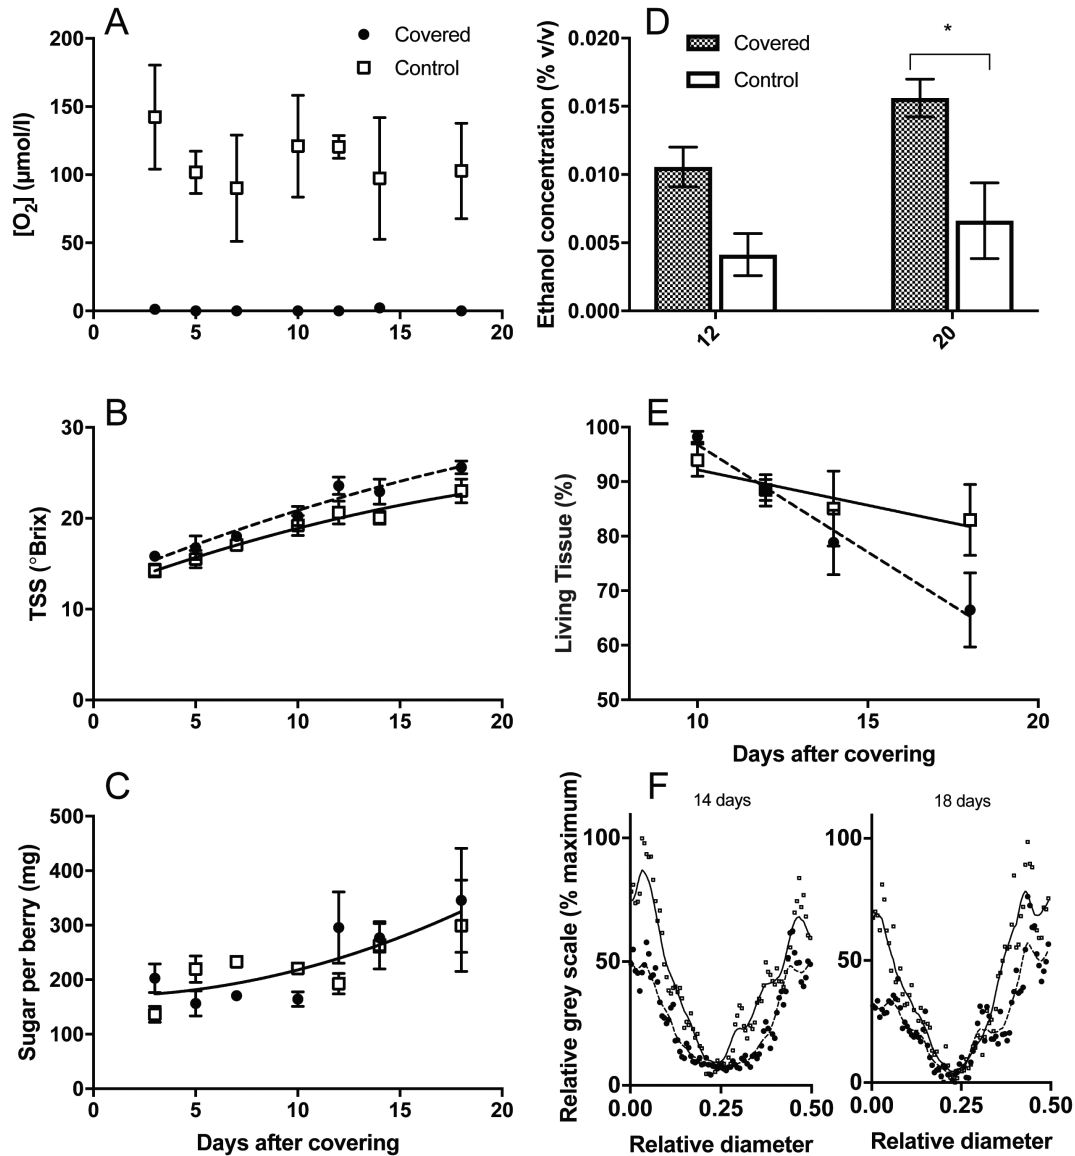 A
Covered
Control
200
150
100
50
0
[O2] (μmol/l)
0 5 10 15 20
D
*
Covered
Control
0.020
0.015
0.010
0.005
0.000
Ethanol concentration (% v/v)
12 20
B
30
20
10
0
TSS (°Brix)
0 5 10 15 20
E
100
90
80
70
60
50
Living Tissue (%)
10 15 20
Days after covering
C
500
400
300
200
100
0
Sugar per berry (mg)
0 5 10 15 20
Days after covering
F
14 days
18 days
Relative grey scale (% maximum)
100
50
0
0.00 0.25 0.50
Relative diameter
100
50
0
0.00 0.25 0.50
Relative diameter